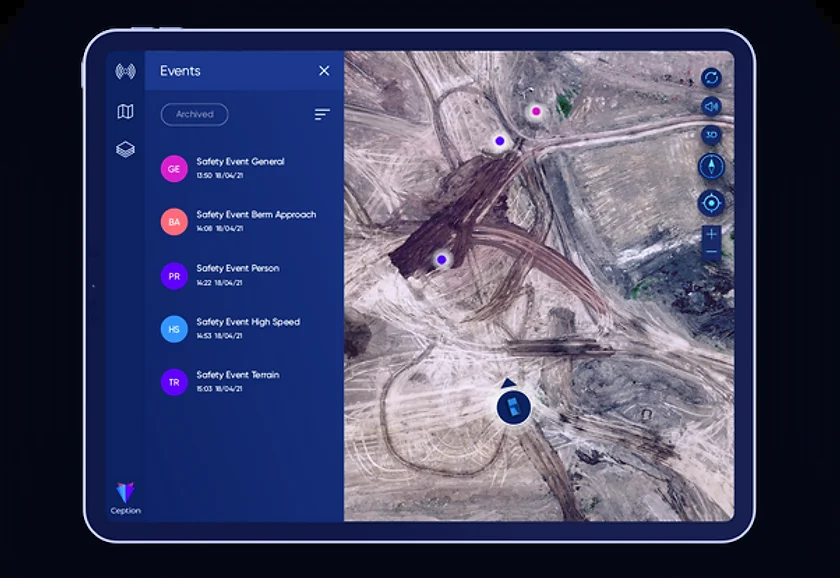 Events
Archived
GE
Safety Event General
13:50 18/04/21
BA
Safety Event Berm Approach
14:08 18/04/21
PR
Safety Event Person
14:22 18/04/21
HS
Safety Event High Speed
14:53 18/04/21
TR
Safety Event Terrain
15:03 18/04/21
Ception
3D